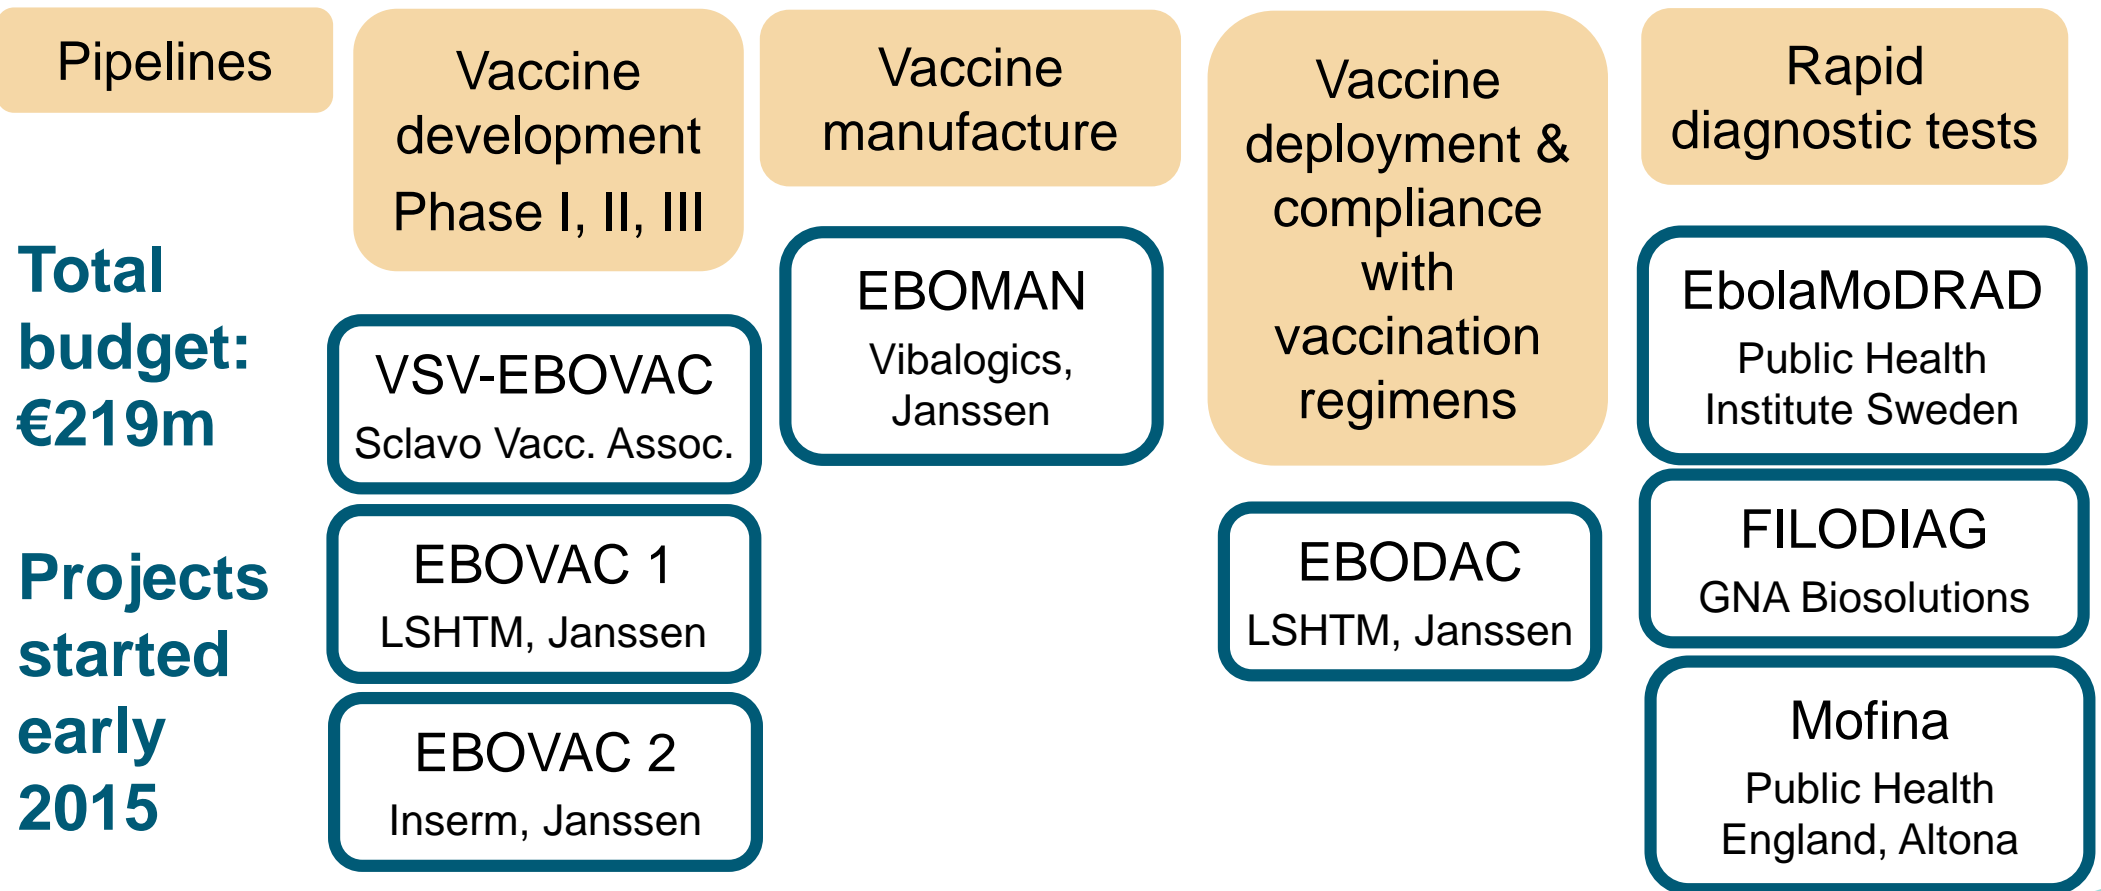 Pipelines
Total
budget:
€219m
Projects
started
early
2015
Vaccine
development
Phase I, II, III
VSV-EBOVAC
Sclavo Vacc. Assoc.
EBOVAC 1
LSHTM, Janssen
EBOVAC 2
Inserm, Janssen
Vaccine
manufacture
EBOMAN
Vibalogics,
Janssen
Vaccine
deployment &
compliance
with
vaccination
regimens
EBODAC
LSHTM, Janssen
Rapid
diagnostic tests
EbolaMoDRAD
Public Health
Institute Sweden
FILODIAG
GNA Biosolutions
Mofina
Public Health
England, Altona